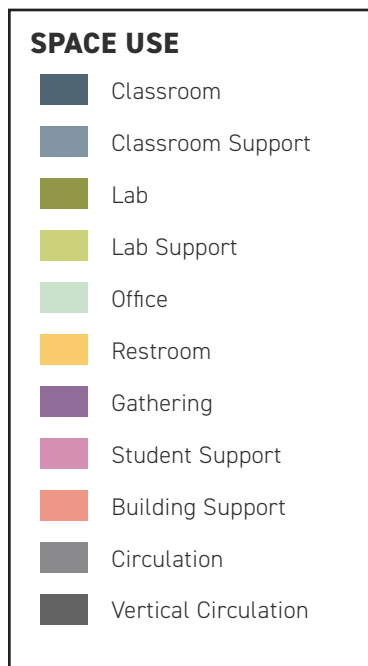 SPACE USE
Classroom
Classroom Support
Lab
Lab Support
Office
Restroom
Gathering
Student Support
Building Support
Circulation
Vertical Circulation